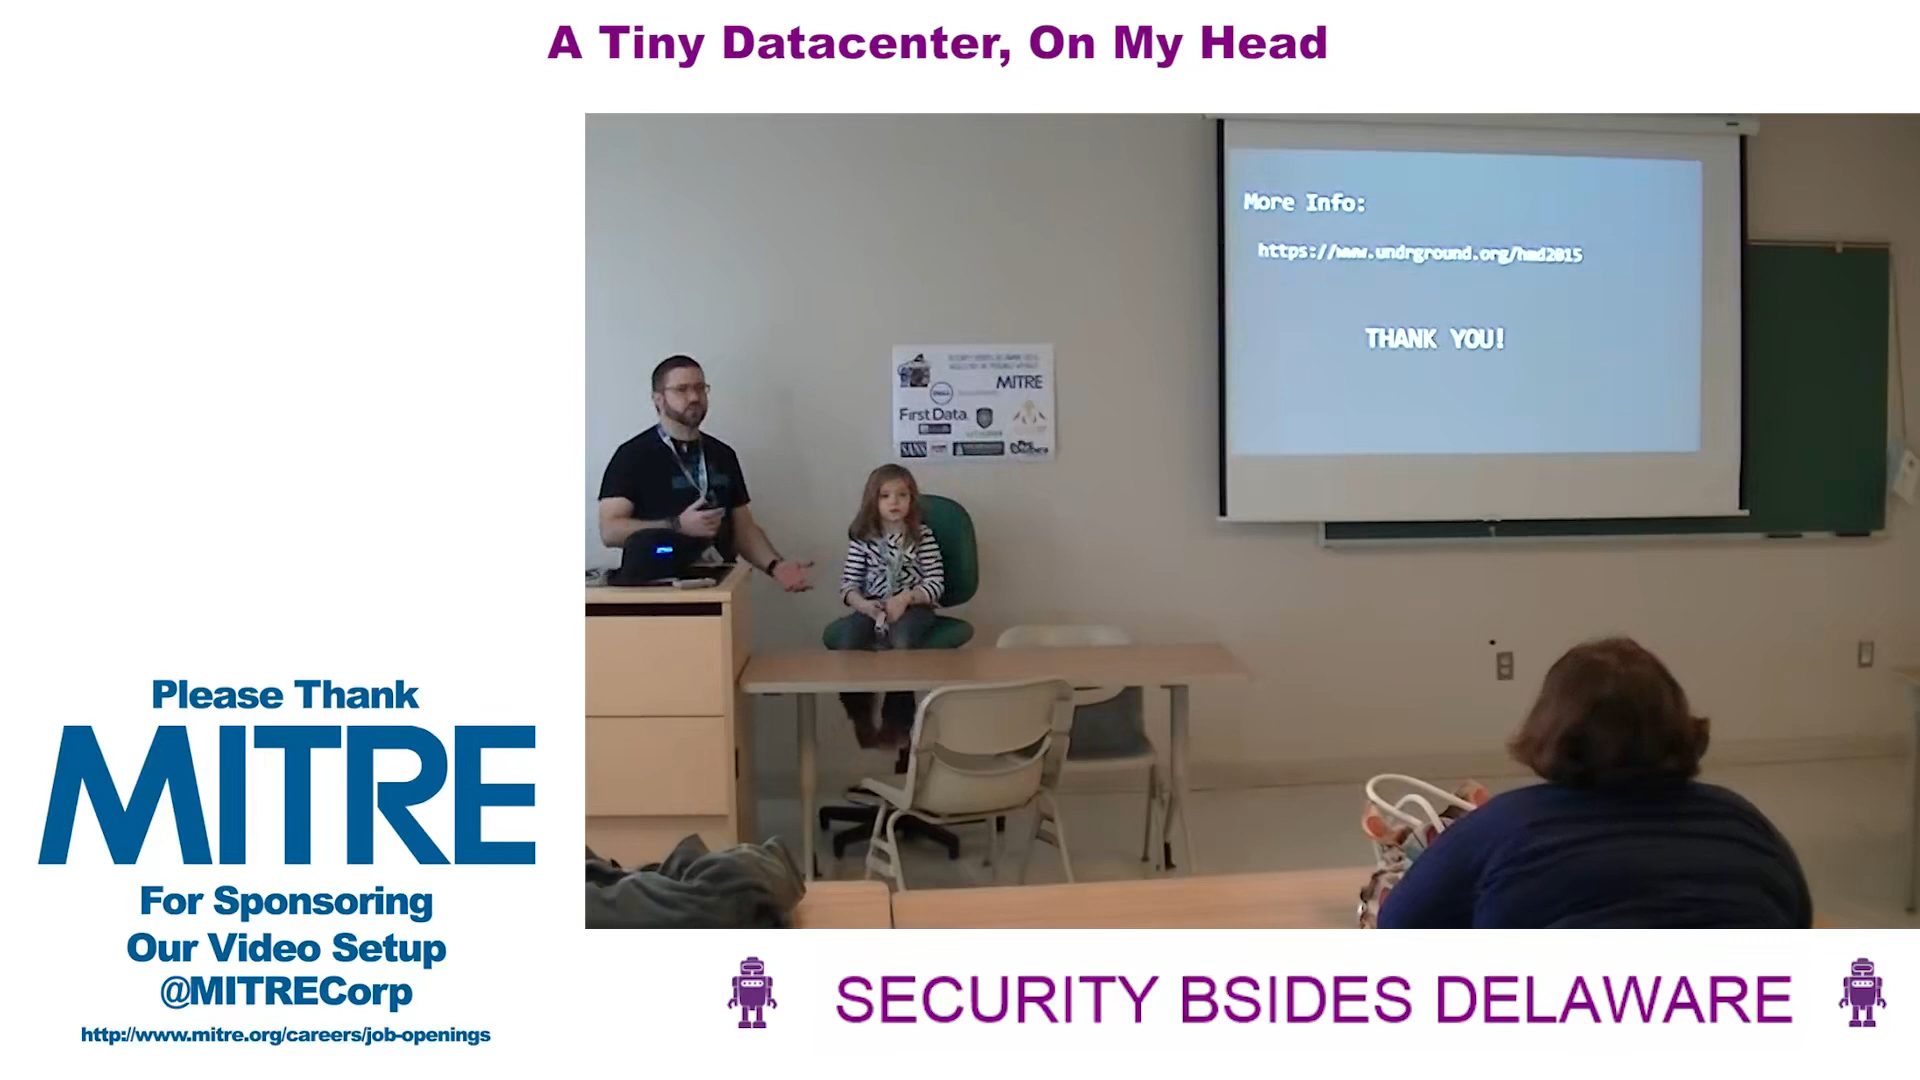 A Tiny Datacenter, On My Head
More Info:
https://www.undrground.org/hmd2015
THANK YOU!
MITRE
First Data
SANS
Please Thank
MITRE
For Sponsoring
Our Video Setup
@MITRECorp
http://www.mitre.org/careers/job-openings
SECURITY BSIDES DELAWARE